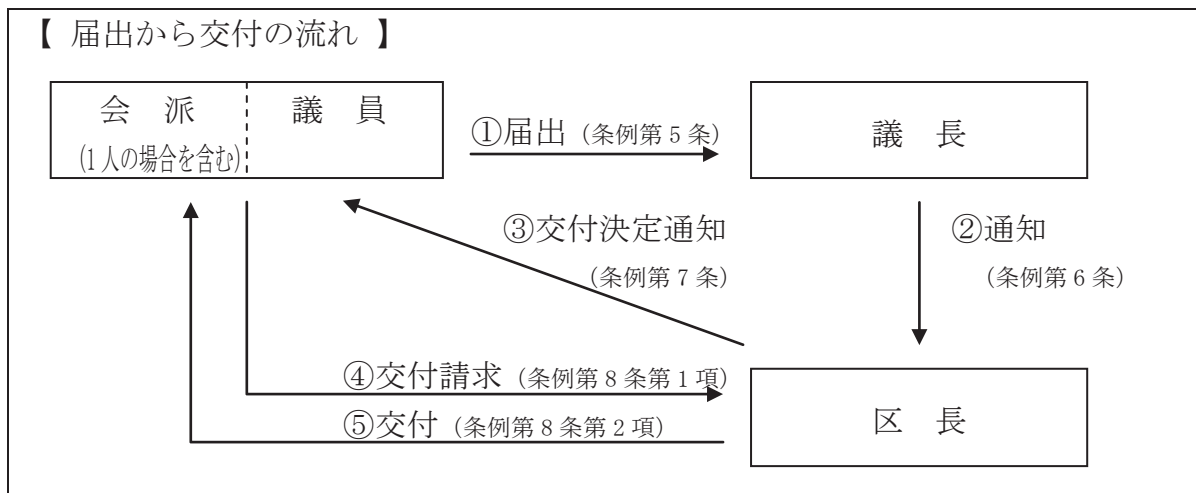 【 届出から交付の流れ 】
会 派
(1人の場合を含む)
議 員
①届出 (条例第5条)
議 長
③交付決定通知
(条例第7条)
②通知
(条例第6条)
④交付請求 (条例第8条第1項)
⑤交付 (条例第8条第2項)
区 長